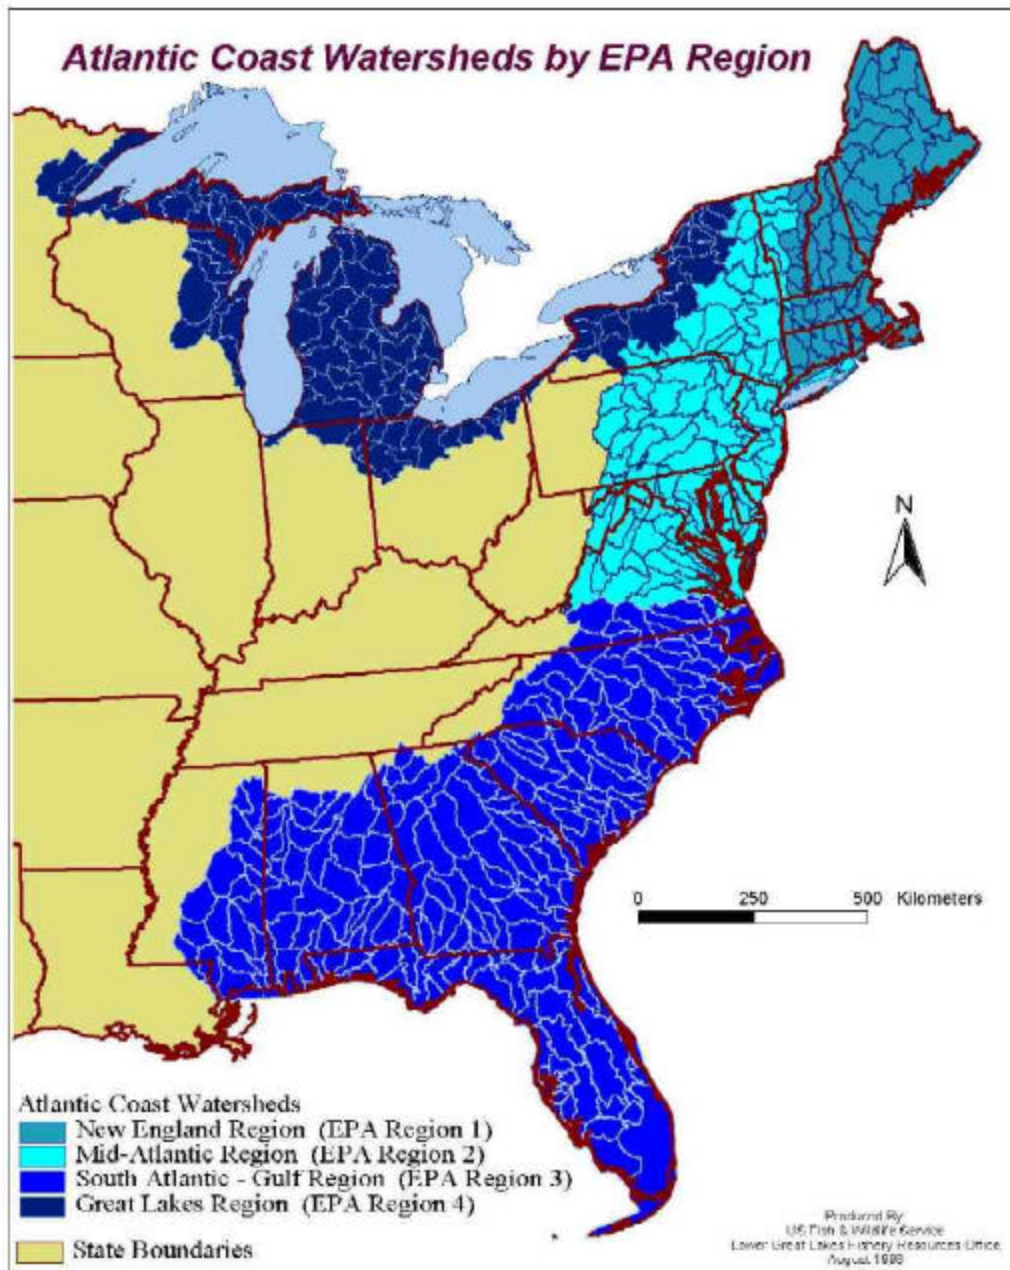 Atlantic Coast Watersheds by EPA Region
N
0 250 500 Kilometers
Atlantic Coast Watersheds
New England Region (EPA Region 1)
Mid-Atlantic Region (EPA Region 2)
South Atlantic - Gulf Region (EPA Region 3)
Great Lakes Region (EPA Region 4)
State Boundaries
Produced By
US Fish & Wildlife Service
Lower Great Lakes Fishery Resources Office
August 1998